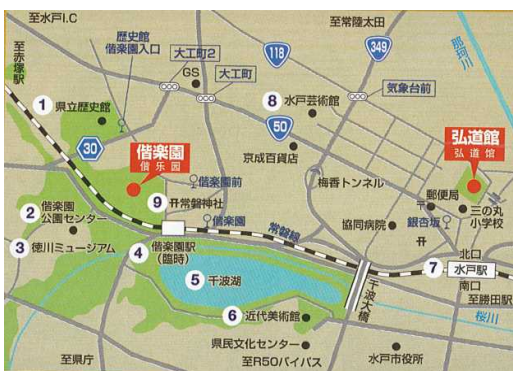 至水戸I.C
至常陸太田
至赤塚駅
歴史館
偕楽園入口
大工町2
GS
大工町
118
349
那珂川
気象台前
1
県立歴史館
8
水戸芸術館
50
30
京成百貨店
偕楽園
偕乐园
弘道館
弘道馆
偕楽園前
梅香トンネル
郵便局
三の丸
小学校
2
偕楽園
公園センター
9
常磐神社
偕楽園
協同病院
銀杏坂
3
徳川ミュージアム
4
偕楽園駅
(臨時)
常磐線
北口
7
水戸駅
南口
5
千波湖
千波大橋
至勝田駅
桜川
6
近代美術館
県民文化センター
至県庁
至R50バイパス
水戸市役所